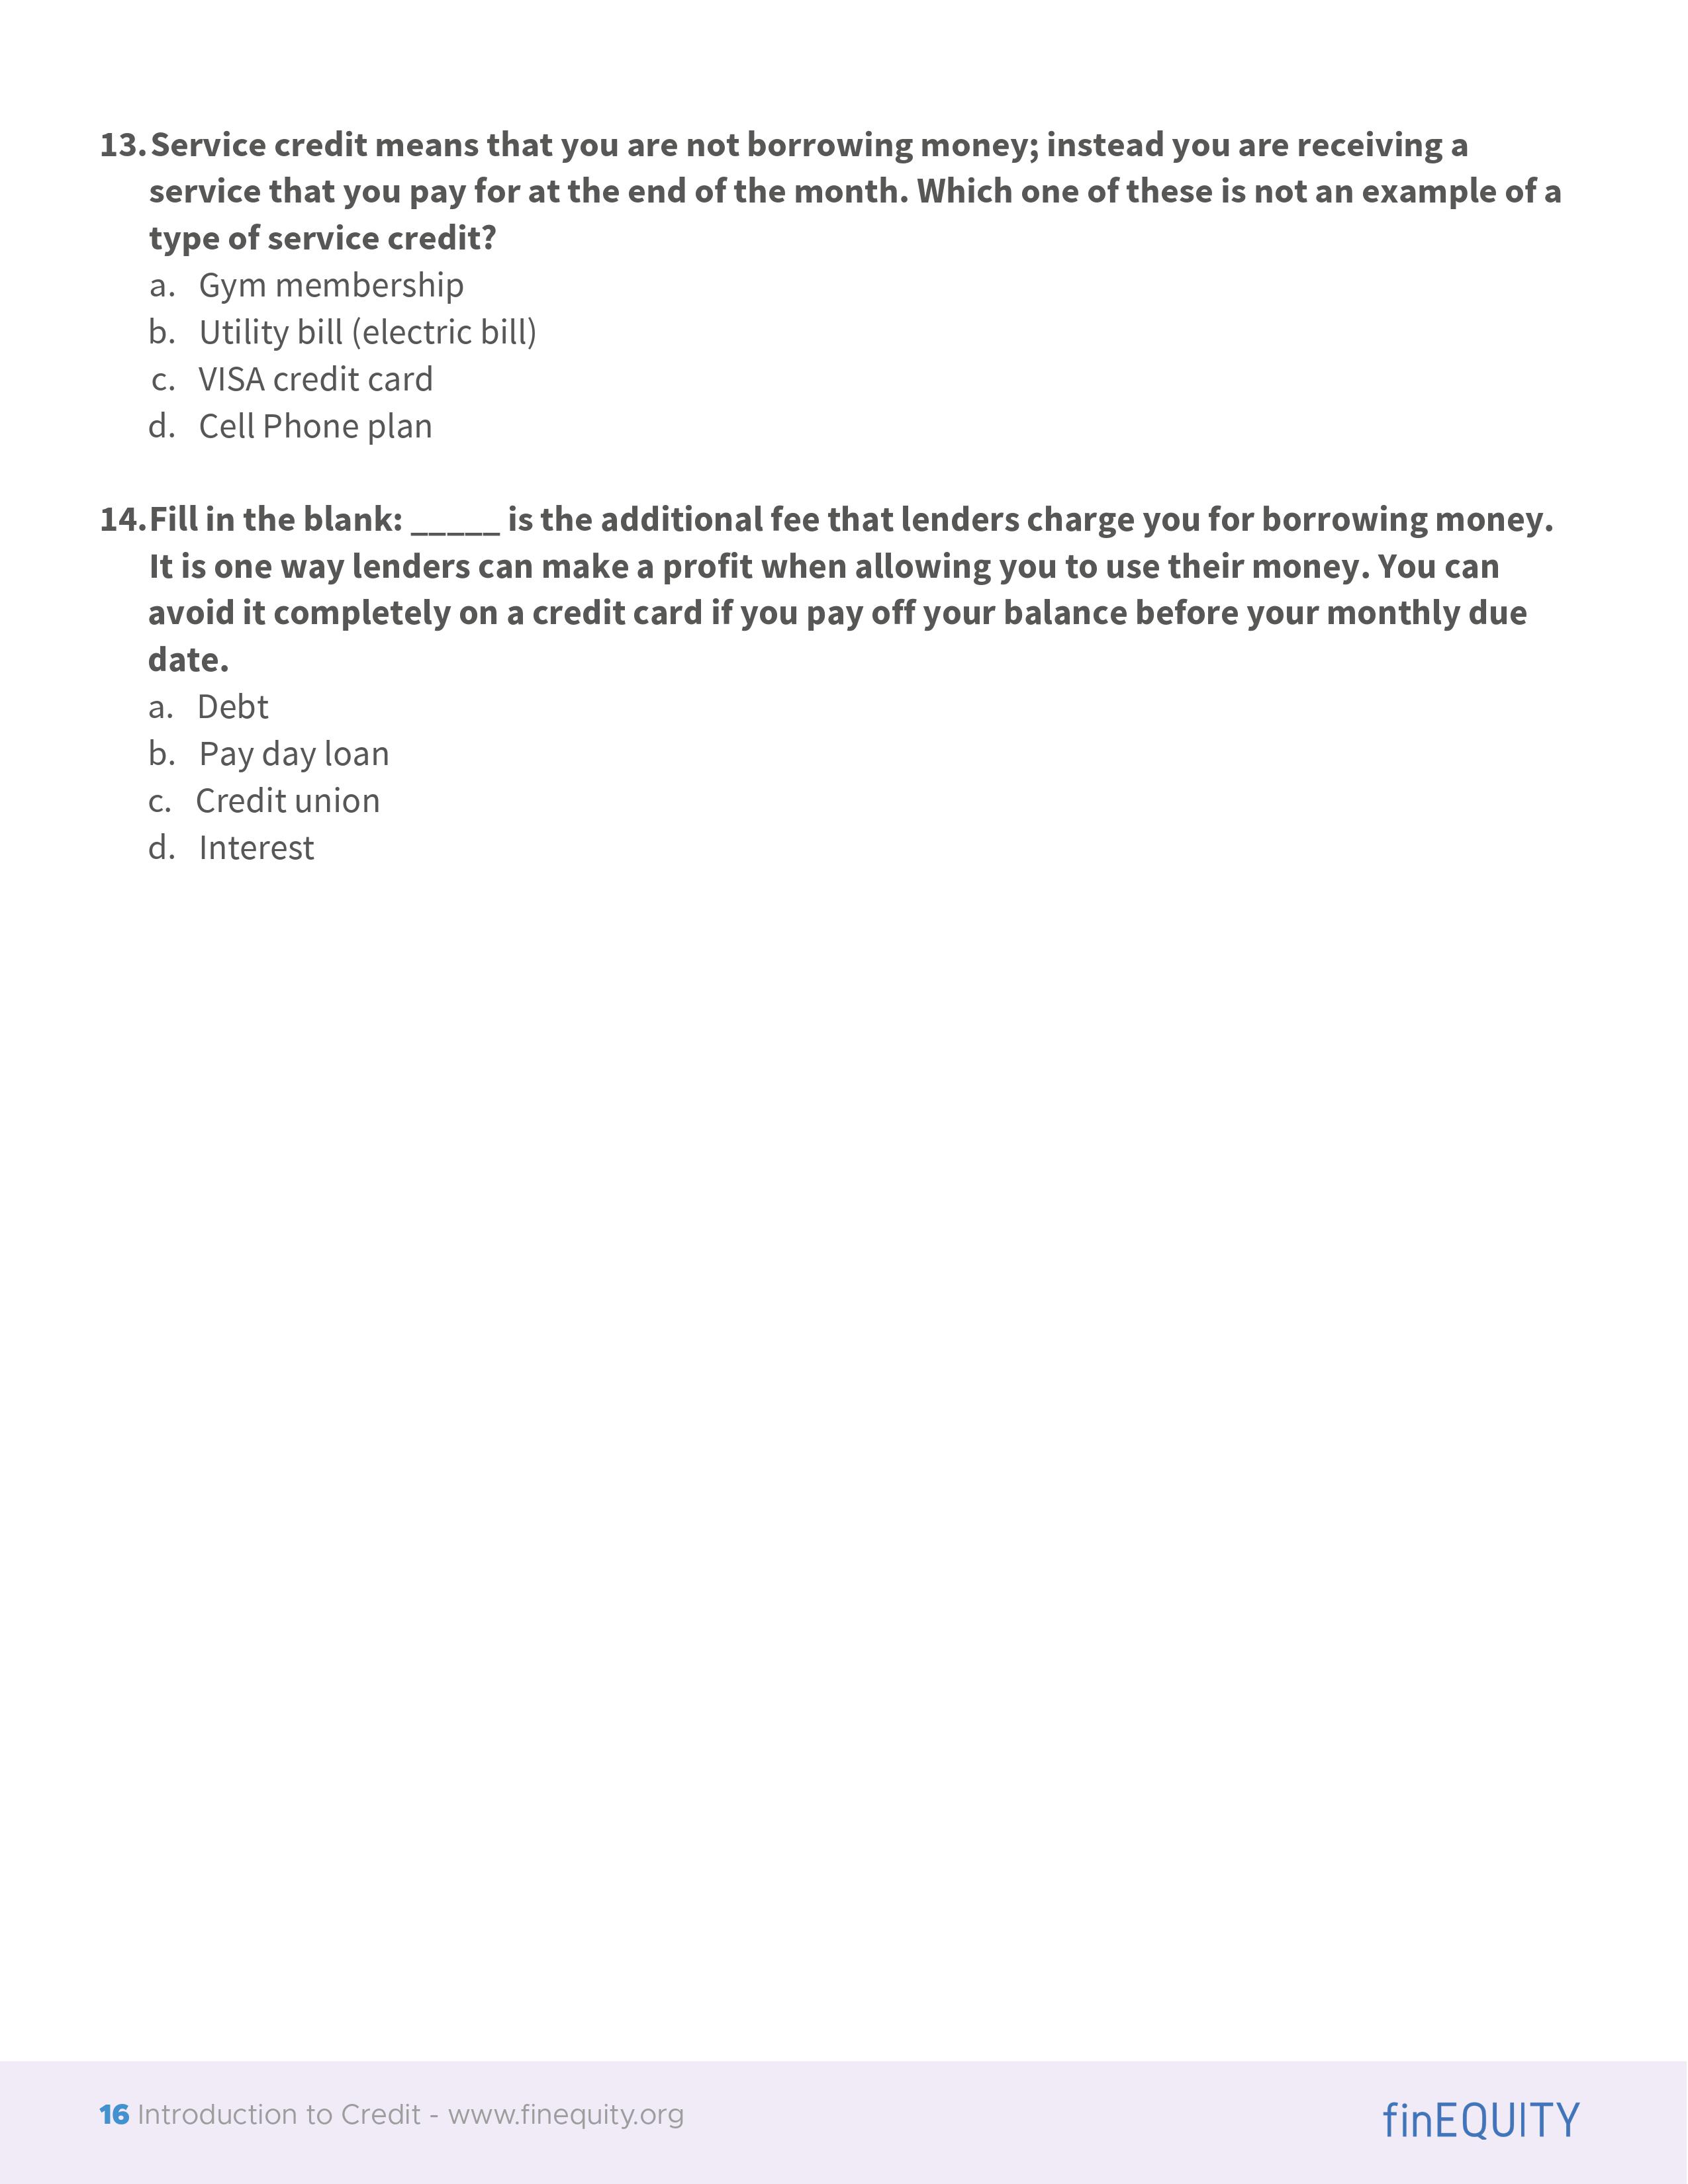 13. Service credit means that you are not borrowing money; instead you are receiving a
service that you pay for at the end of the month. Which one of these is not an example of a
type of service credit?
a. Gym membership
b. Utility bill (electric bill)
c. VISA credit card
d. Cell Phone plan
14. Fill in the blank: _____ is the additional fee that lenders charge you for borrowing money.
It is one way lenders can make a profit when allowing you to use their money. You can
avoid it completely on a credit card if you pay off your balance before your monthly due
date.
a. Debt
b. Pay day loan
c. Credit union
d. Interest
16 Introduction to Credit - www.finequity.org
finEQUITY